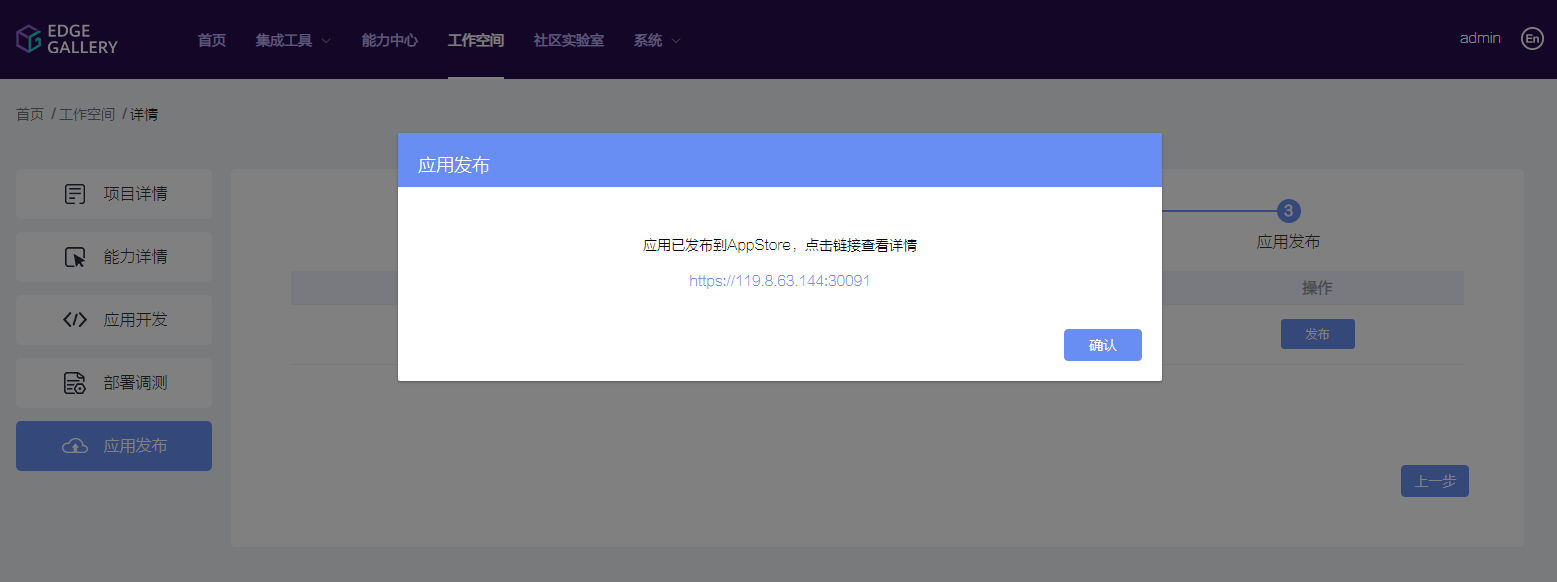 EDGE
GALLERY
首页 集成工具 能力中心 工作空间 社区实验室 系统 admin En
首页 / 工作空间 / 详情
应用发布
项目详情
能力详情
应用开发
部署调测
应用发布
应用已发布到AppStore，点击链接查看详情
https://119.8.63.144:30091
确认
3
应用发布
操作
发布
上一步